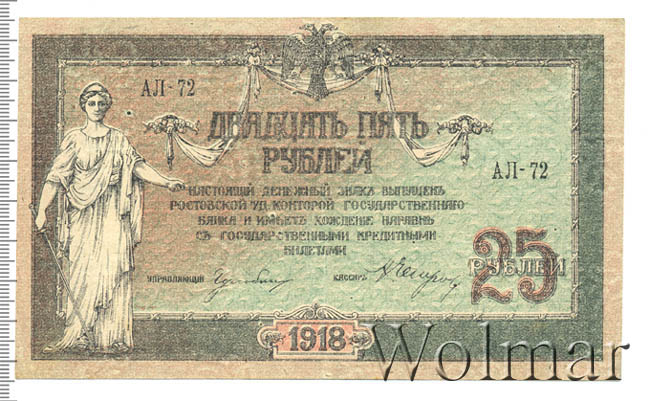 АЛ-72
ДВАДЦАТЬ ПЯТЬ
РУБЛЕЙ
АЛ-72
НАСТОЯЩІЙ ДЕНЕЖНЫЙ ЗНАКЪ ВЫПУЩЕНЪ
РОСТОВСКОЙ Н/Д. КОНТОРОЙ ГОСУДАРСТВЕННАГО
БАНКА И ИМѢЕТЪ ХОЖДЕНІЕ НАРАВНѢ
СЪ ГОСУДАРСТВЕННЫМИ КРЕДИТНЫМИ
БИЛЕТАМИ
25
РУБЛЕЙ
УПРАВЛЯЮЩІЙ
КАССИРЪ
1918
Wolmar